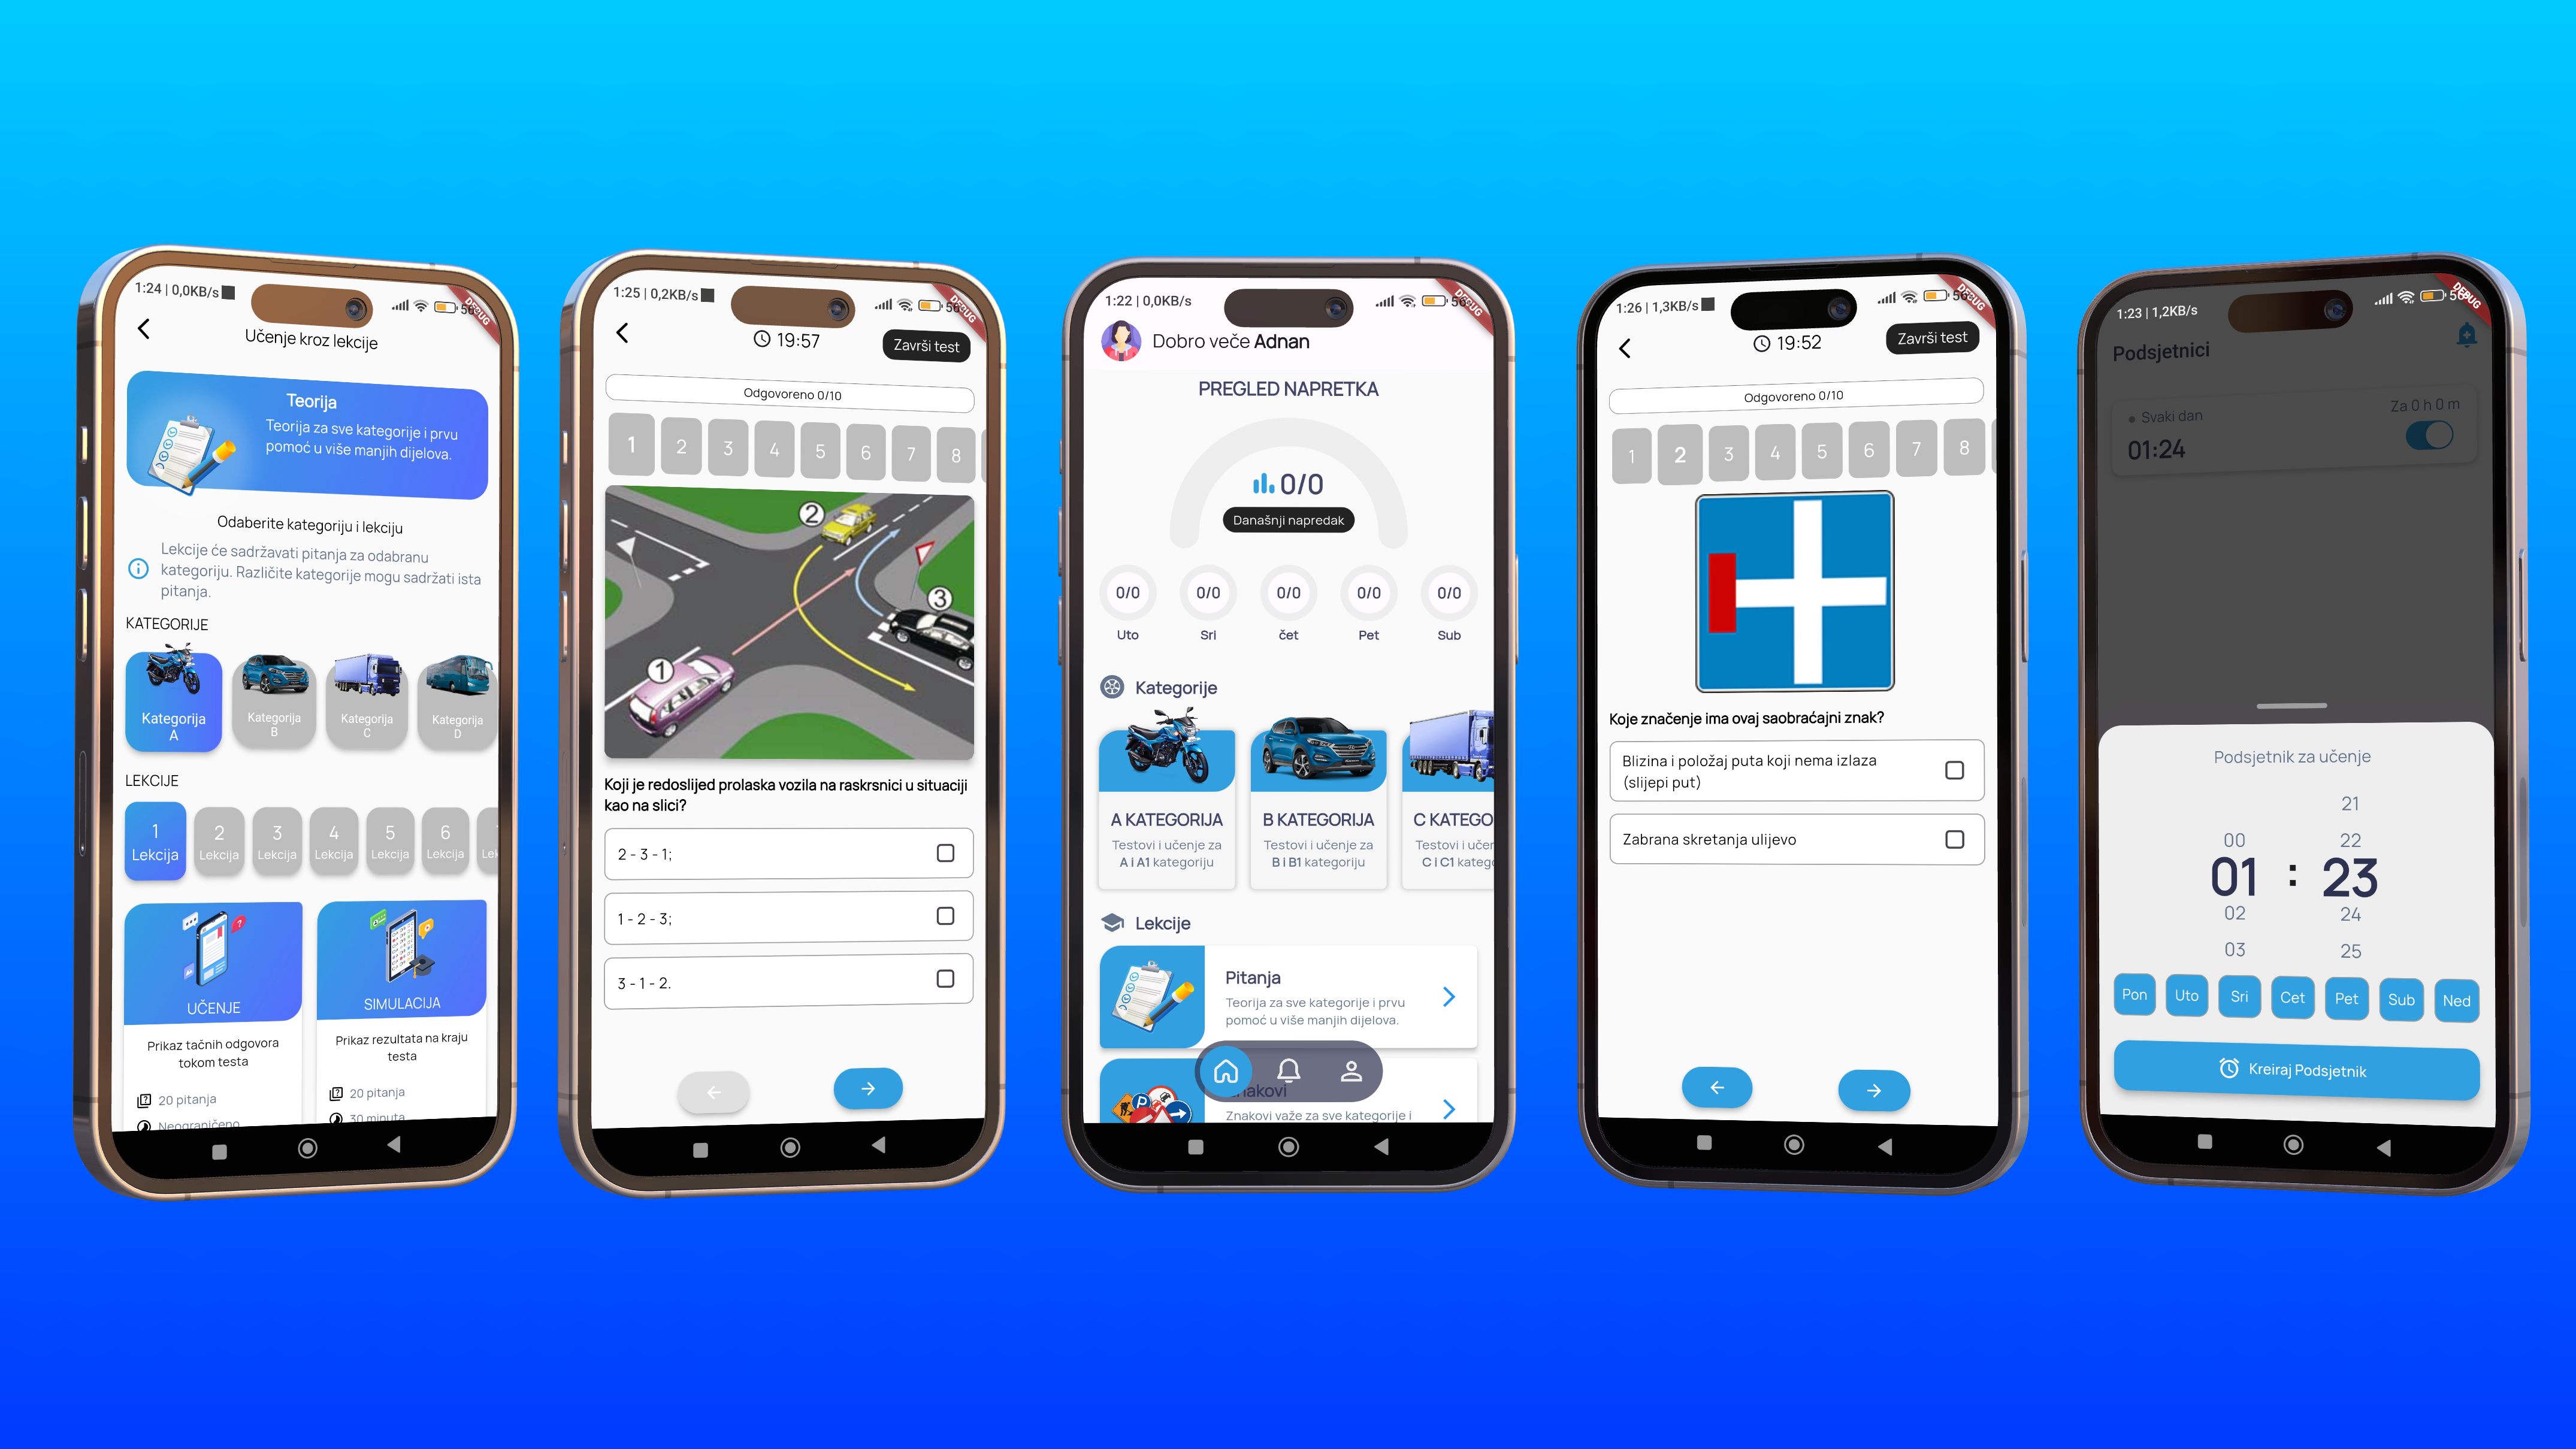 1:24 | 0,0KB/s
DEBUG
Učenje kroz lekcije
Teorija
Teorija za sve kategorije i prvu
pomoć u više manjih dijelova.
Odaberite kategoriju i lekciju
Lekcije će sadržavati pitanja za odabranu
kategoriju. Različite kategorije mogu sadržati ista
pitanja.
KATEGORIJE
Kategorija
A
Kategorija
B
Kategorija
C
Kategorija
D
LEKCIJE
1
Lekcija
2
Lekcija
3
Lekcija
4
Lekcija
5
Lekcija
6
Lekcija
Lek
UČENJE
Prikaz tačnih odgovora
tokom testa
20 pitanja
Neograničeno
SIMULACIJA
Prikaz rezultata na kraju
testa
20 pitanja
30 minuta
1:25 | 0,2KB/s
56
DEBUG
19:57
Završi test
Odgovoreno 0/10
1 2 3 4 5 6 7 8
2
3
1
Koji je redoslijed prolaska vozila na raskrsnici u situaciji
kao na slici?
2 - 3 - 1;
1 - 2 - 3;
3 - 1 - 2.
1:22 | 0,0KB/s
56
DEBUG
Dobro veče Adnan
PREGLED NAPRETKA
0/0
Današnji napredak
0/0 0/0 0/0 0/0 0/0
Uto Sri čet Pet Sub
Kategorije
A KATEGORIJA
Testovi i učenje za
A i A1 kategoriju
B KATEGORIJA
Testovi i učenje za
B i B1 kategoriju
C KATEGO
Testovi i učen
C i C1 katego
Lekcije
Pitanja
Teorija za sve kategorije i prvu
pomoć u više manjih dijelova.
Znakovi
Znakovi važe za sve kategorije i
1:26 | 1,3KB/s
56
DEBUG
19:52
Završi test
Odgovoreno 0/10
1 2 3 4 5 6 7 8
Koje značenje ima ovaj saobraćajni znak?
Blizina i položaj puta koji nema izlaza
(slijepi put)
Zabrana skretanja ulijevo
1:23 | 1,2KB/s
56
DEBUG
Podsjetnici
Svaki dan
Za 0 h 0 m
01:24
Podsjetnik za učenje
21
00 22
01 : 23
02 24
03 25
Pon Uto Sri Cet Pet Sub Ned
Kreiraj Podsjetnik